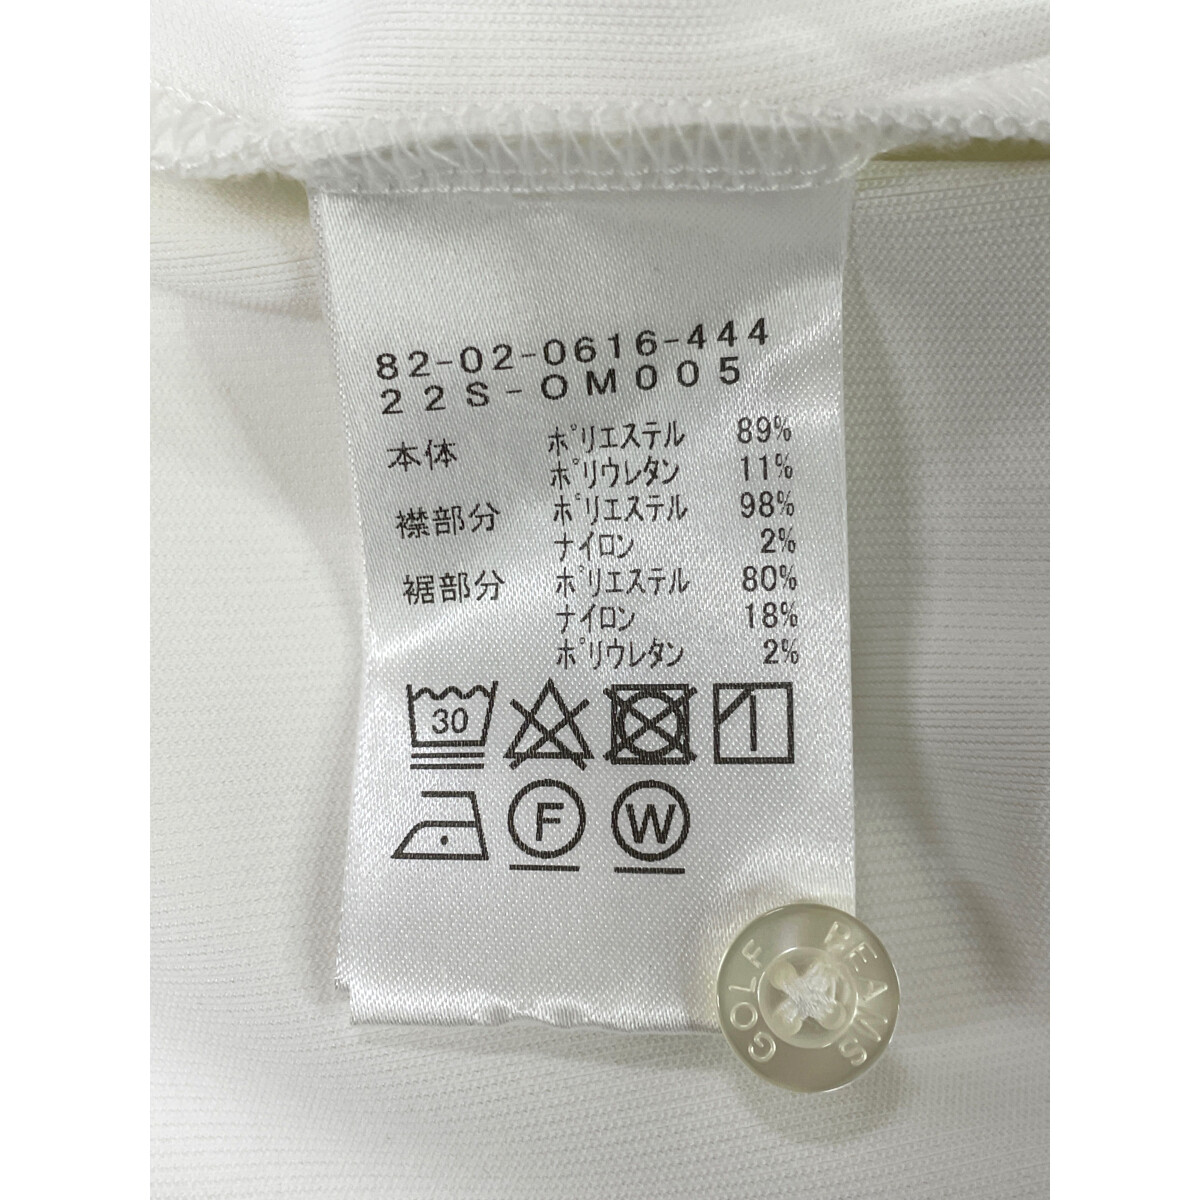 82-02-0616-444
22S-OM005
本体 ポリエステル 89%
ポリウレタン 11%
襟部分 ポリエステル 98%
ナイロン 2%
裾部分 ポリエステル 80%
ナイロン 18%
ポリウレタン 2%
30
F W
BEAMS GOLF